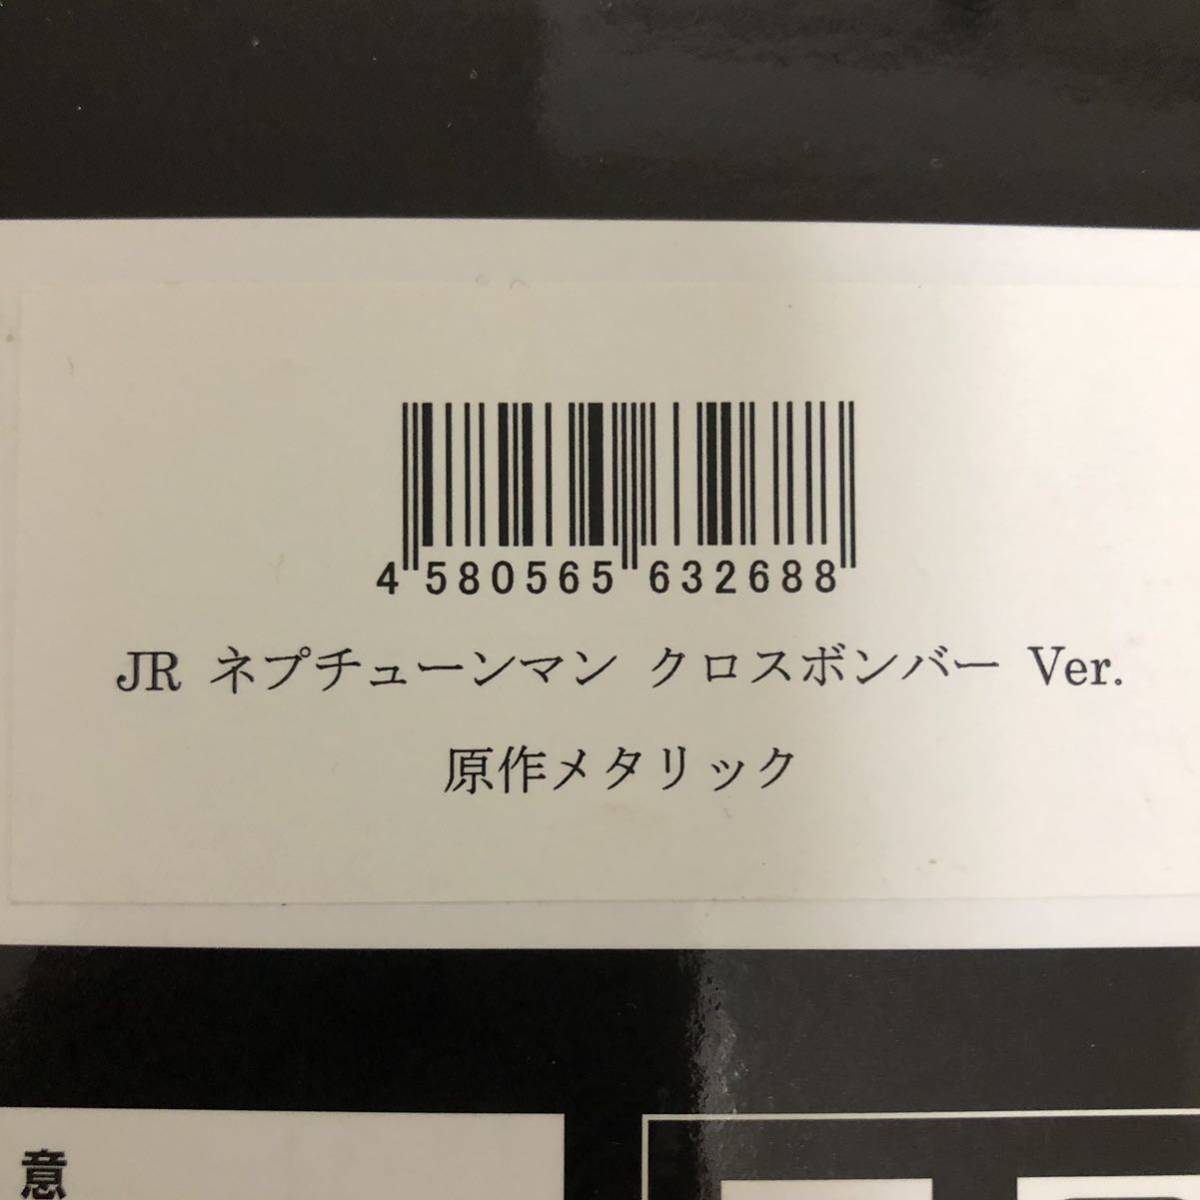 4 580565 632688
JR ネプチューンマン クロスボンバー Ver.
原作メタリック
意